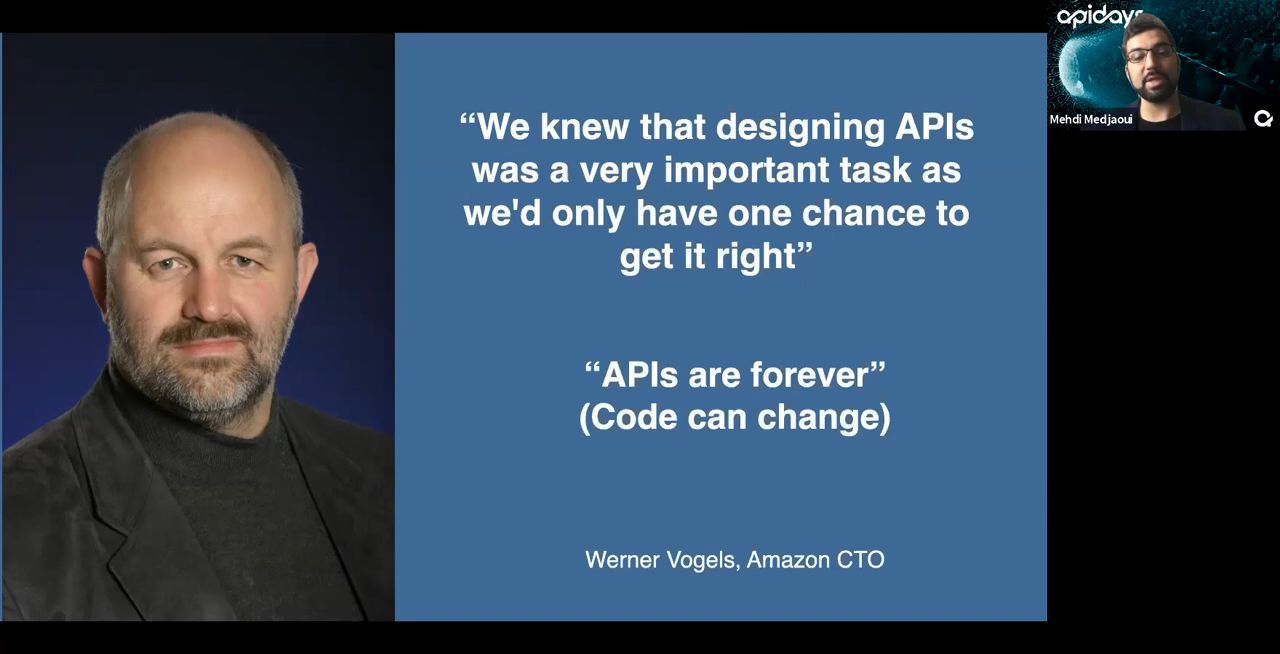 “We knew that designing APIs
was a very important task as
we'd only have one chance to
get it right”
“APIs are forever”
(Code can change)
Werner Vogels, Amazon CTO
apidays
Mehdi Medjaoui